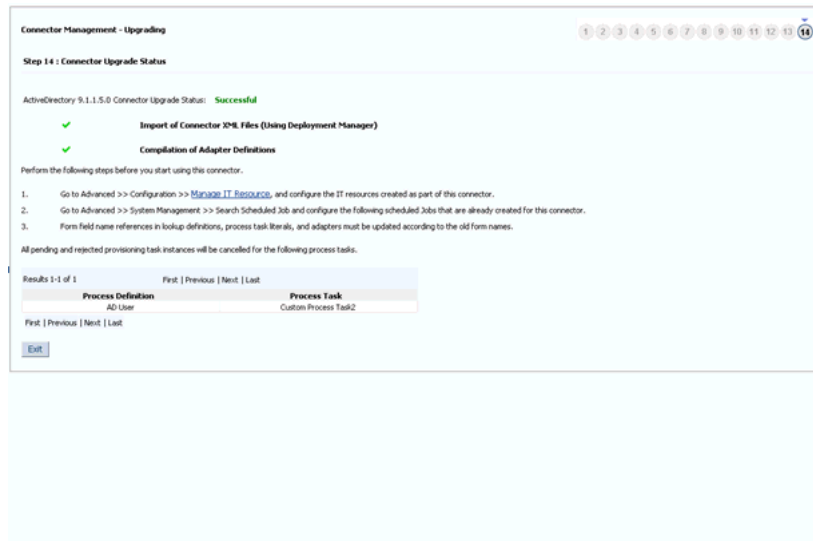 Connector Management - Upgrading
1 2 3 4 5 6 7 8 9 10 11 12 13 14
Step 14 : Connector Upgrade Status
ActiveDirectory 9.1.1.5.0 Connector Upgrade Status: Successful
Import of Connector XML Files (Using Deployment Manager)
Compilation of Adapter Definitions
Perform the following steps before you start using this connector.
1. Go to Advanced >> Configuration >> Manage IT Resource, and configure the IT resources created as part of this connector.
2. Go to Advanced >> System Management >> Search Scheduled Job and configure the following scheduled Jobs that are already created for this connector.
3. Form field name references in lookup definitions, process task literals, and adapters must be updated according to the old form names.
All pending and rejected provisioning task instances will be cancelled for the following process tasks.
Results 1-1 of 1 First | Previous | Next | Last
Process Definition Process Task
AD User Custom Process Task2
First | Previous | Next | Last
Exit